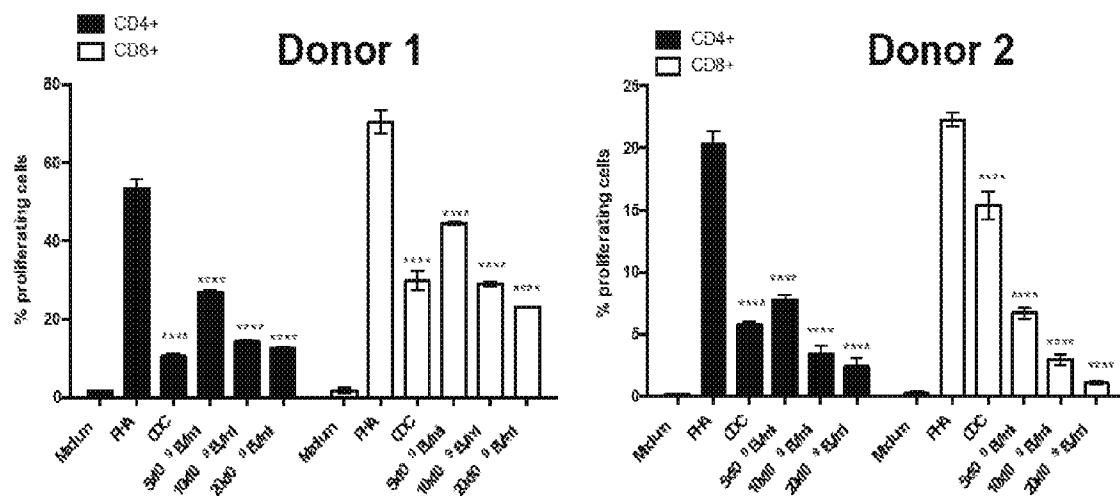 CD4+
CD8+
Donor 1
% proliferating cells
80
60
40
20
0
****
****
****
****
****
****
****
****
Medium
PHA
CDC
Medium
PHA
CDC
CD4+
CD8+
Donor 2
% proliferating cells
25
20
15
10
5
0
****
****
****
****
****
****
****
****
Medium
PHA
CDC
Medium
PHA
CDC